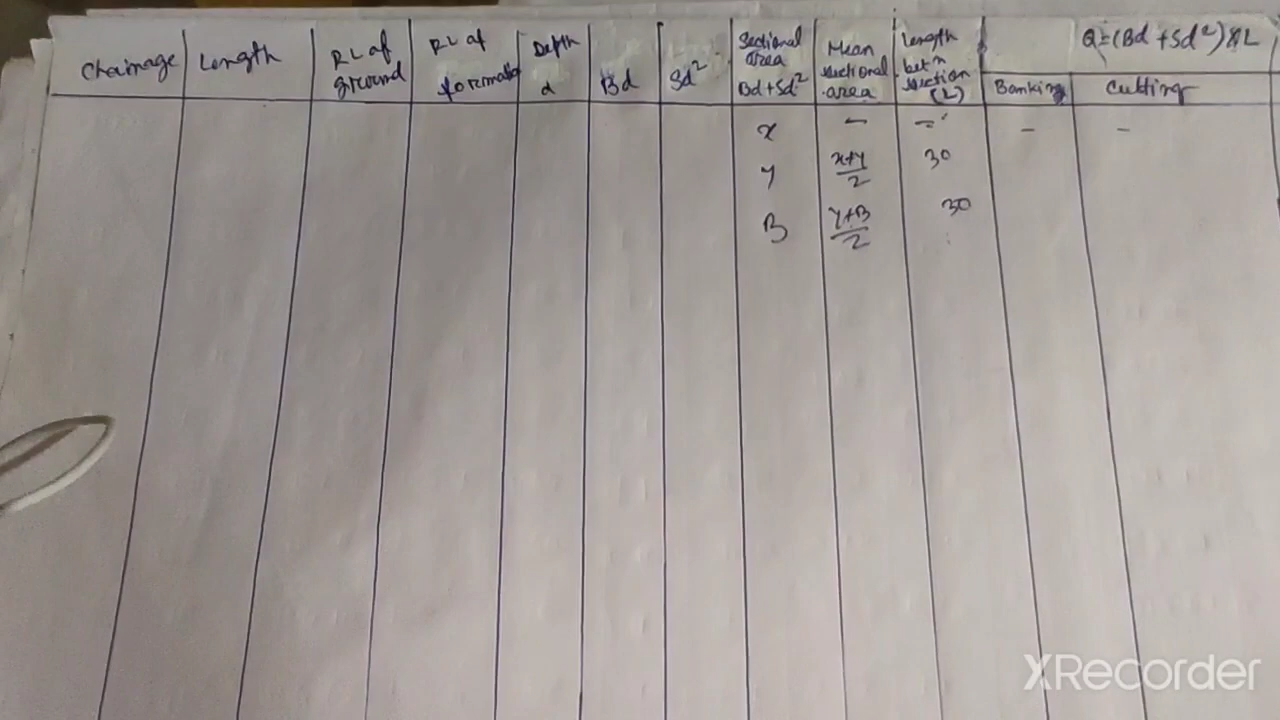 Chainage Length RL of ground RL of formation Depth d Bd Sd² Sectional area Bd+Sd² Mean sectional area Length betn section (L) Q=(Bd+Sd²)×L
Banking Cutting
x - = - -
y x+y/2 30
B y+B/2 30
XRecorder